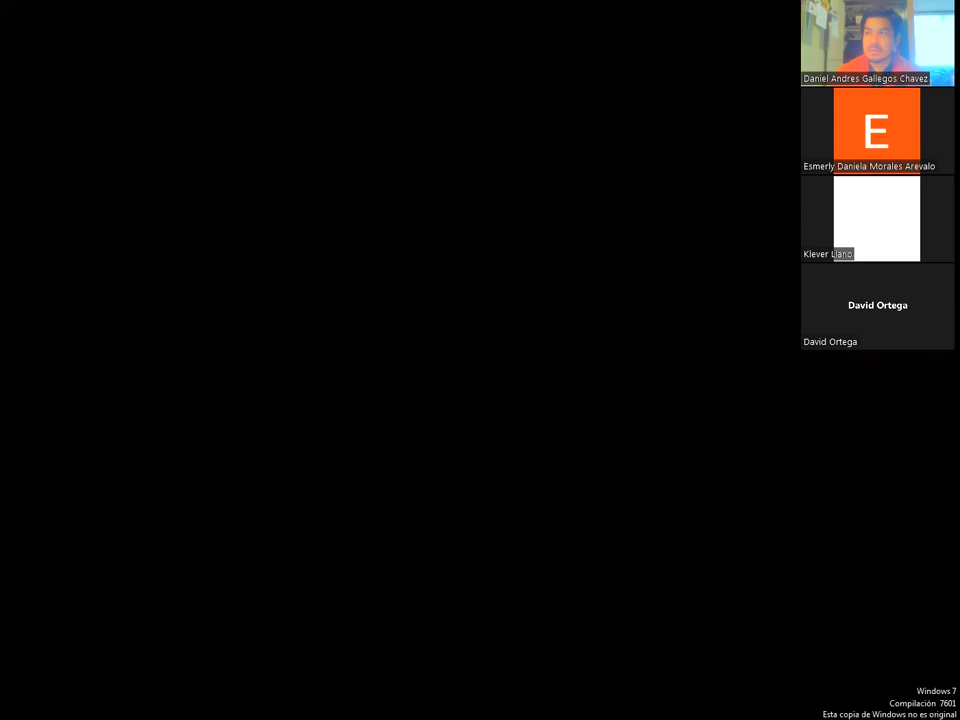 Daniel Andres Gallegos Chavez
E
Esmerly Daniela Morales Arevalo
Klever Llano
David Ortega
David Ortega
Windows 7
Compilación 7601
Esta copia de Windows no es original